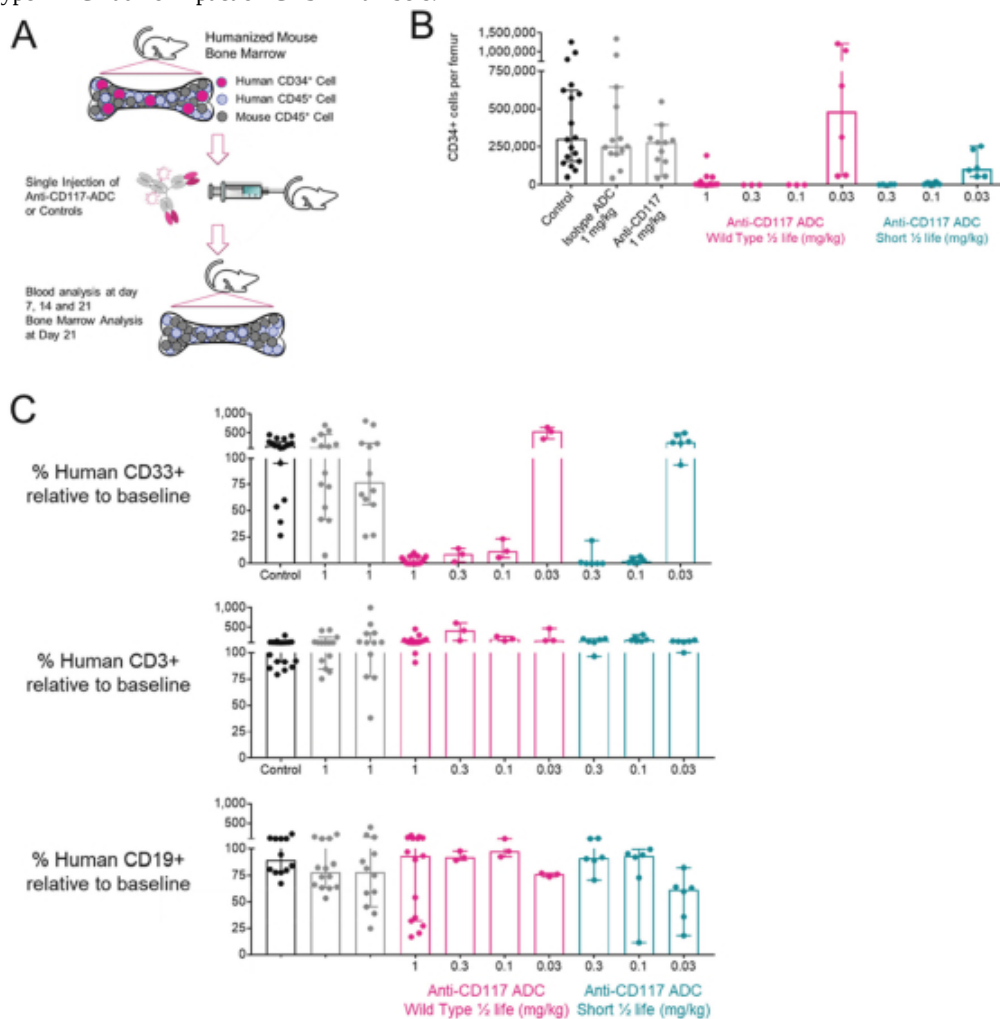 A
Humanized Mouse
Bone Marrow
Human CD34+ Cell
Human CD45+ Cell
Mouse CD45+ Cell
Single Injection of
Anti-CD117-ADC
or Controls
Blood analysis at day
7, 14 and 21
Bone Marrow Analysis
at Day 21
B
CD34+ cells per femur
1,500,000
1,250,000
1,000,000
750,000
500,000
250,000
0
Control
Isotype ADC
1 mg/kg
Anti-CD117
1 mg/kg
1 0.3 0.1 0.03 0.3 0.1 0.03
Anti-CD117 ADC
Wild Type ½ life (mg/kg)
Anti-CD117 ADC
Short ½ life (mg/kg)
C
% Human CD33+
relative to baseline
1,000
500
100
75
50
25
0
Control 1 1 1 0.3 0.1 0.03 0.3 0.1 0.03
% Human CD3+
relative to baseline
1,000
500
100
75
50
25
0
Control 1 1 1 0.3 0.1 0.03 0.3 0.1 0.03
% Human CD19+
relative to baseline
1,000
500
100
75
50
25
0
1 0.3 0.1 0.03 0.3 0.1 0.03
Anti-CD117 ADC
Wild Type ½ life (mg/kg)
Anti-CD117 ADC
Short ½ life (mg/kg)